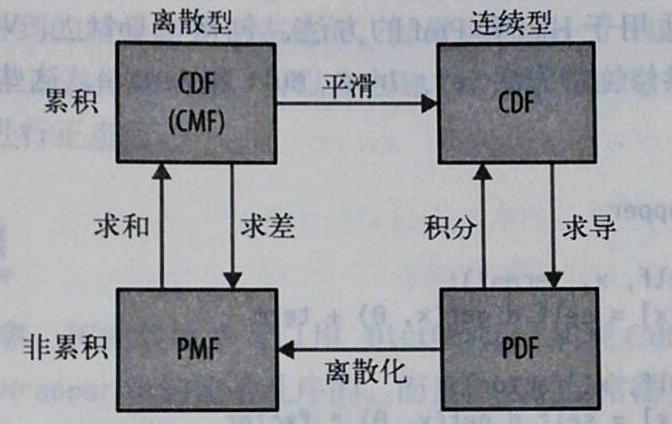 离散型 连续型
累积 CDF (CMF) 平滑 CDF
求和 求差 积分 求导
非累积 PMF 离散化 PDF